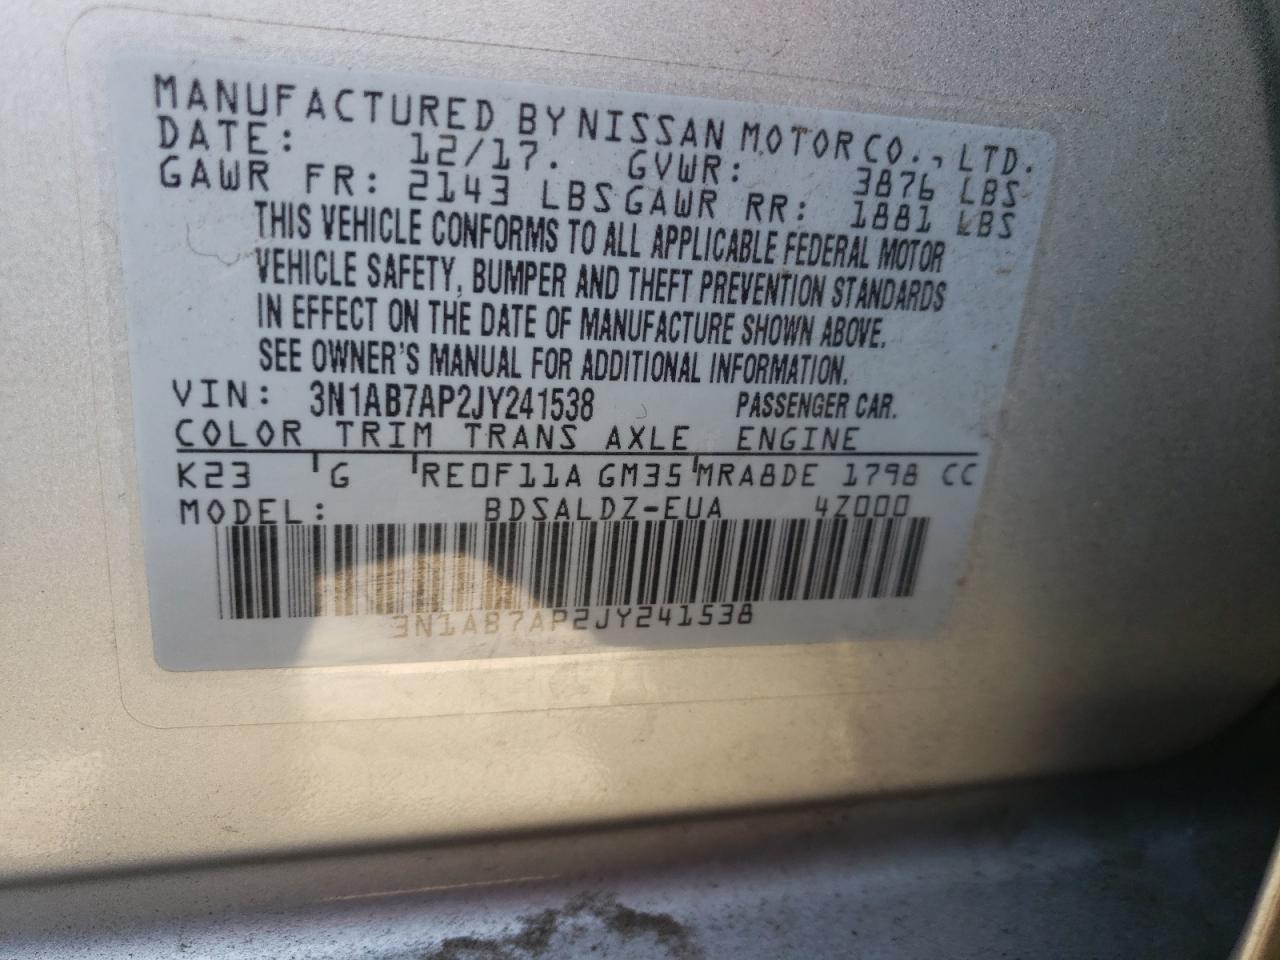 MANUFACTURED BY NISSAN MOTOR CO., LTD.
DATE: 12/17. GVWR: 3876 LBS
GAWR FR: 2143 LBS GAWR RR: 1881 LBS
THIS VEHICLE CONFORMS TO ALL APPLICABLE FEDERAL MOTOR
VEHICLE SAFETY, BUMPER AND THEFT PREVENTION STANDARDS
IN EFFECT ON THE DATE OF MANUFACTURE SHOWN ABOVE.
SEE OWNER'S MANUAL FOR ADDITIONAL INFORMATION.
VIN: 3N1AB7AP2JY241538 PASSENGER CAR.
COLOR TRIM TRANS AXLE ENGINE
K23 G RE0F11A GM35 MRA8DE 1798 CC
MODEL: BDSALDZ-EUA 4Z000
3N1AB7AP2JY241538